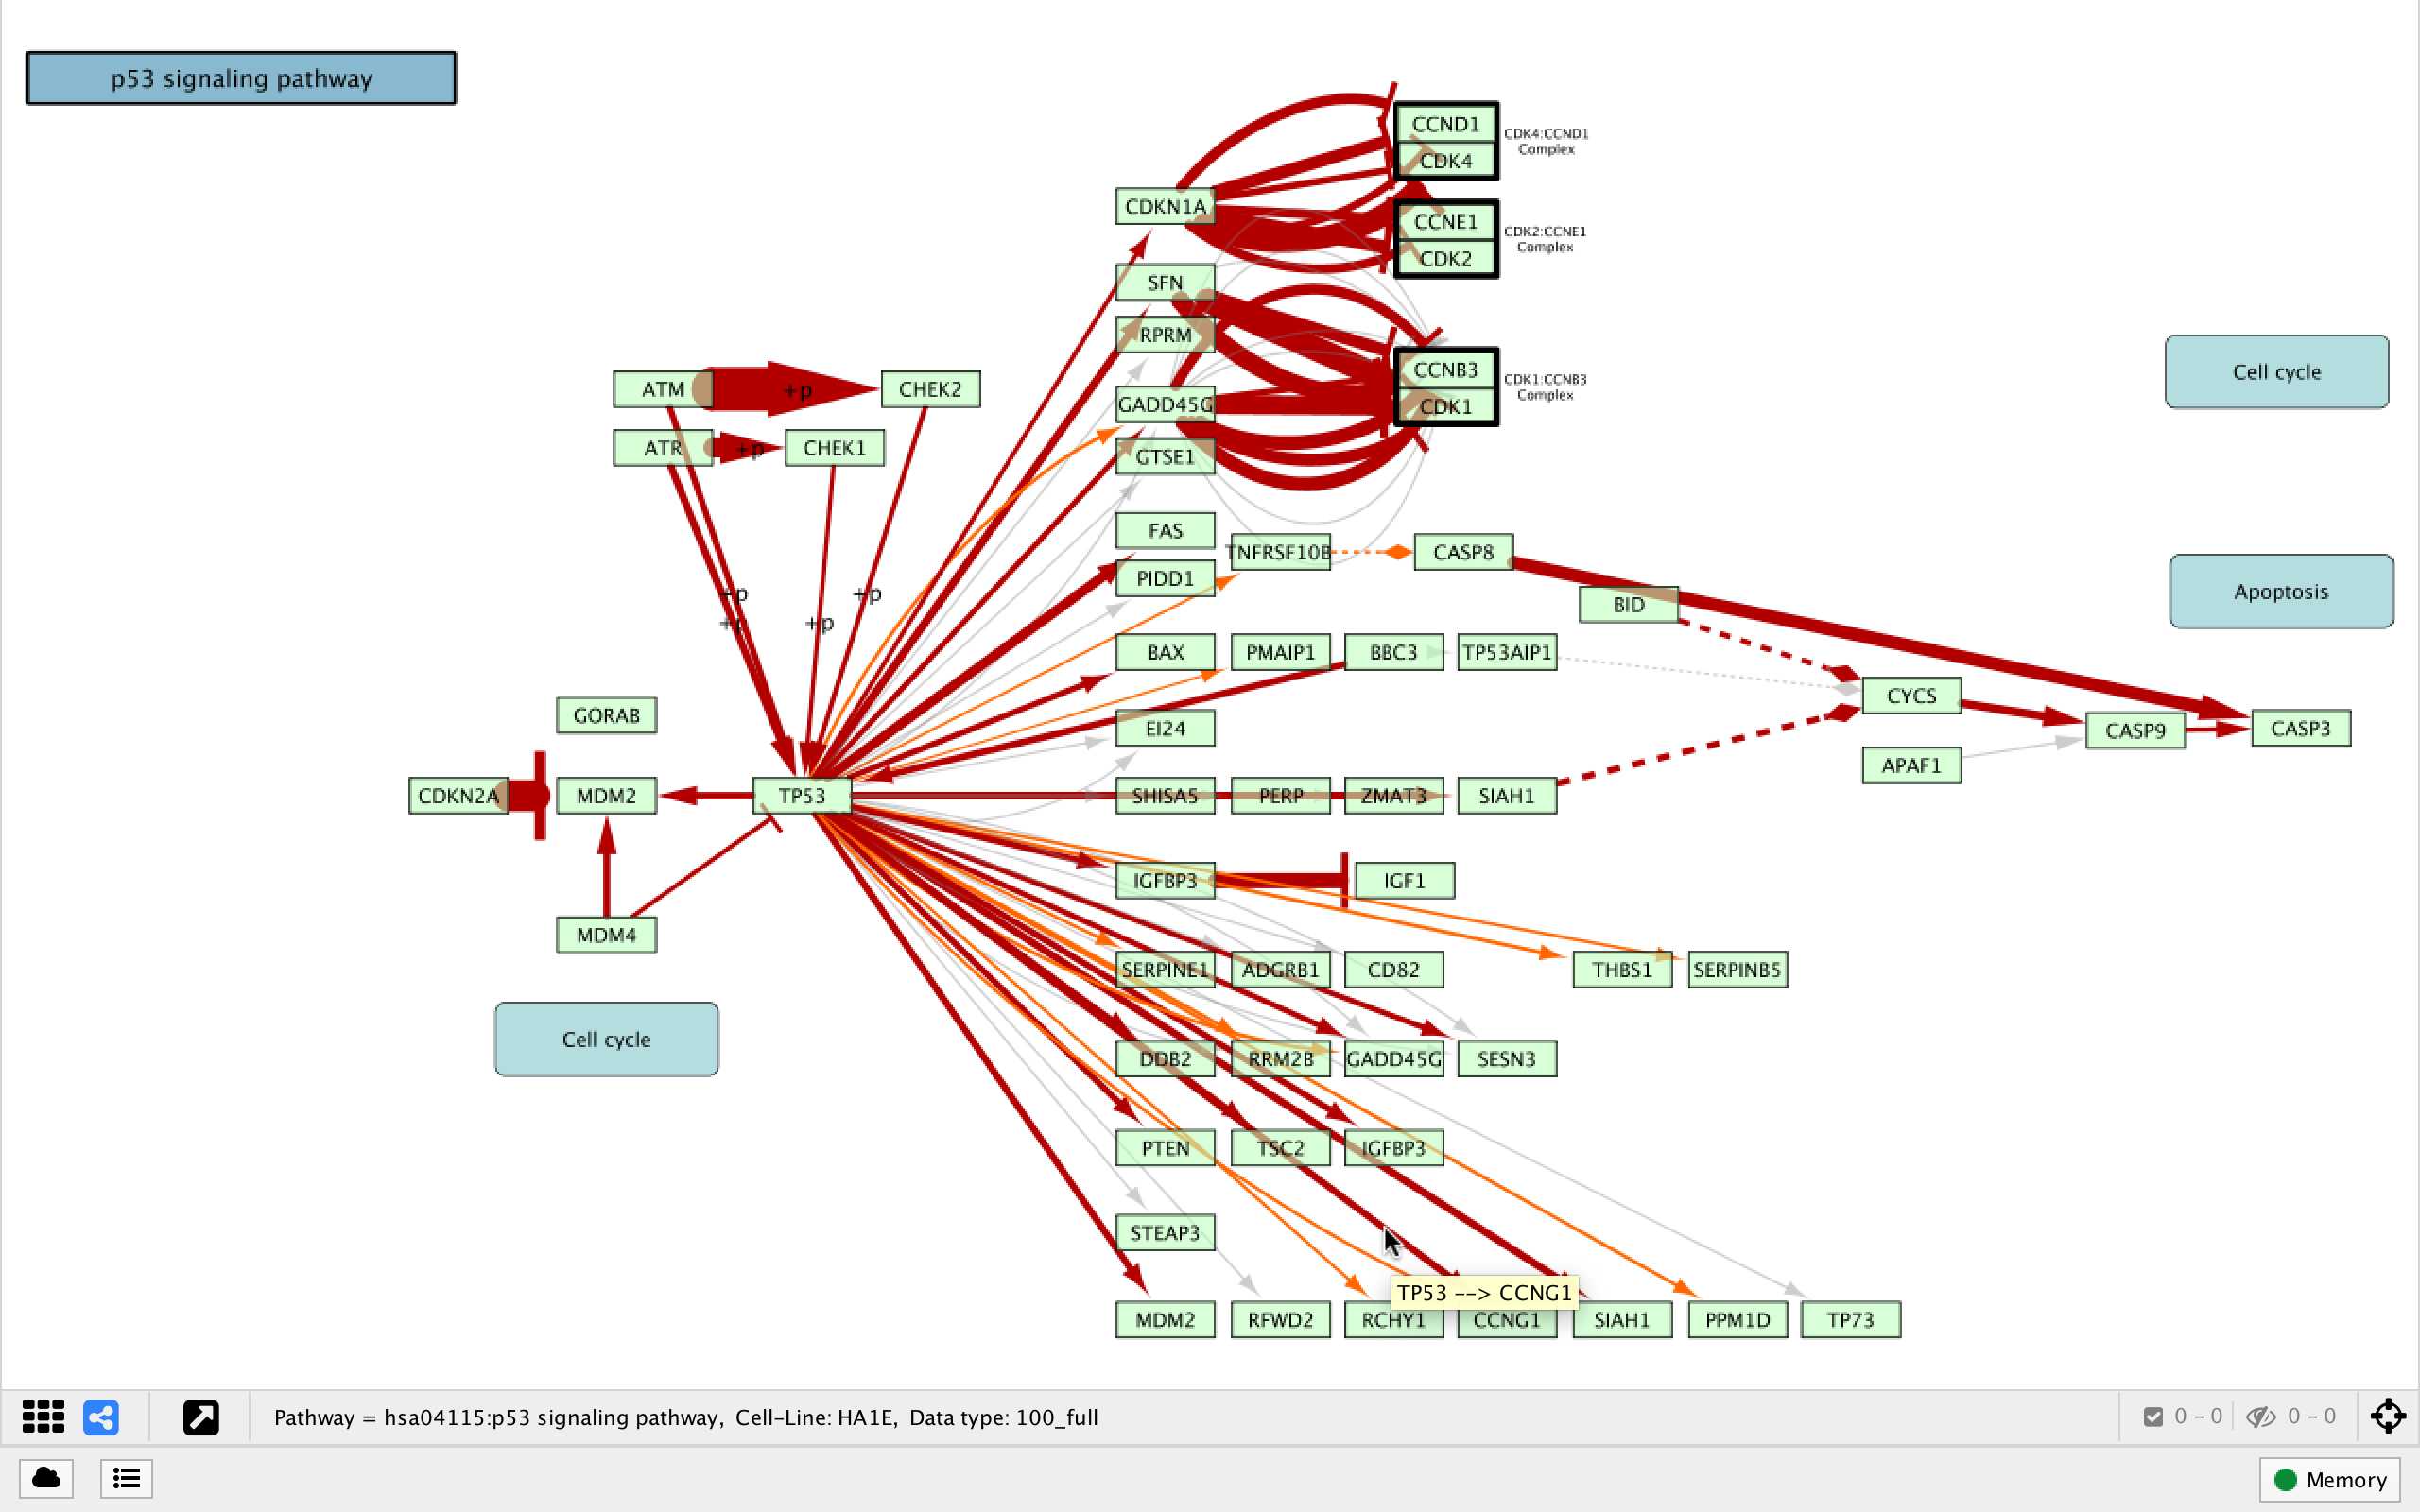 p53 signaling pathway
CCND1
CDK4:CCND1
Complex
CDK4
CDKN1A
CCNE1
CDK2:CCNE1
Complex
CDK2
SFN
RPRM
CCNB3
CDK1:CCNB3
Complex
CDK1
Cell cycle
ATM
+p
CHEK2
GADD45G
ATR
+p
CHEK1
GTSE1
FAS
TNFRSF10B
CASP8
PIDD1
BID
Apoptosis
+p
+p
+p
+p
BAX
PMAIP1
BBC3
TP53AIP1
CYCS
GORAB
EI24
CASP9
CASP3
APAF1
CDKN2A
MDM2
TP53
SHISA5
PERP
ZMAT3
SIAH1
IGFBP3
IGF1
MDM4
SERPINE1
ADGRB1
CD82
THBS1
SERPINB5
Cell cycle
DDB2
RRM2B
GADD45G
SESN3
PTEN
TSC2
IGFBP3
STEAP3
TP53 --> CCNG1
MDM2
RFWD2
RCHY1
CCNG1
SIAH1
PPM1D
TP73
Pathway = hsa04115:p53 signaling pathway, Cell-Line: HA1E, Data type: 100_full
0 - 0
0 - 0
Memory